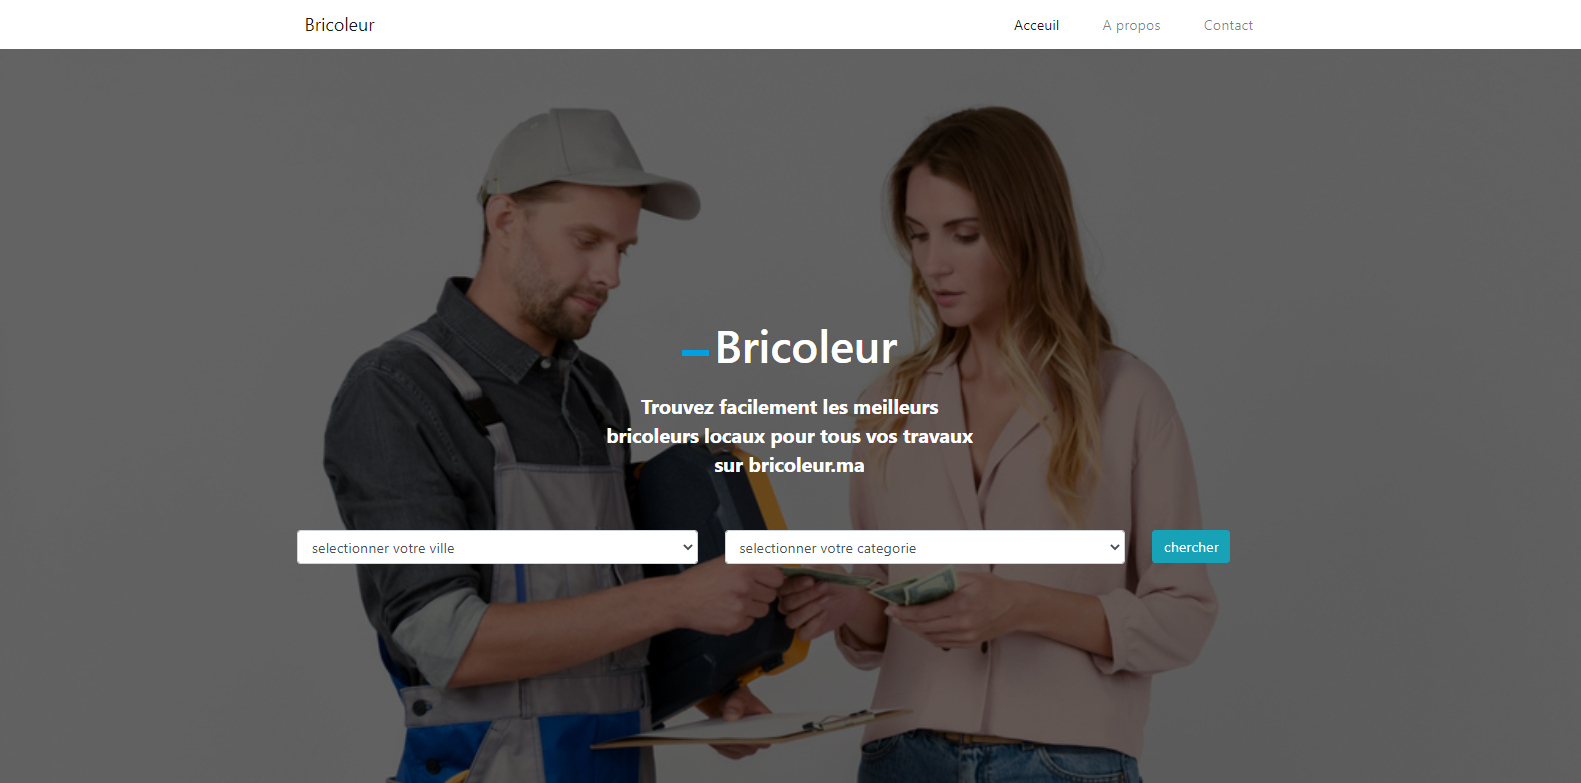 Bricoleur
Acceuil
A propos
Contact
Bricoleur
Trouvez facilement les meilleurs
bricoleurs locaux pour tous vos travaux
sur bricoleur.ma
selectionner votre ville
selectionner votre categorie
chercher